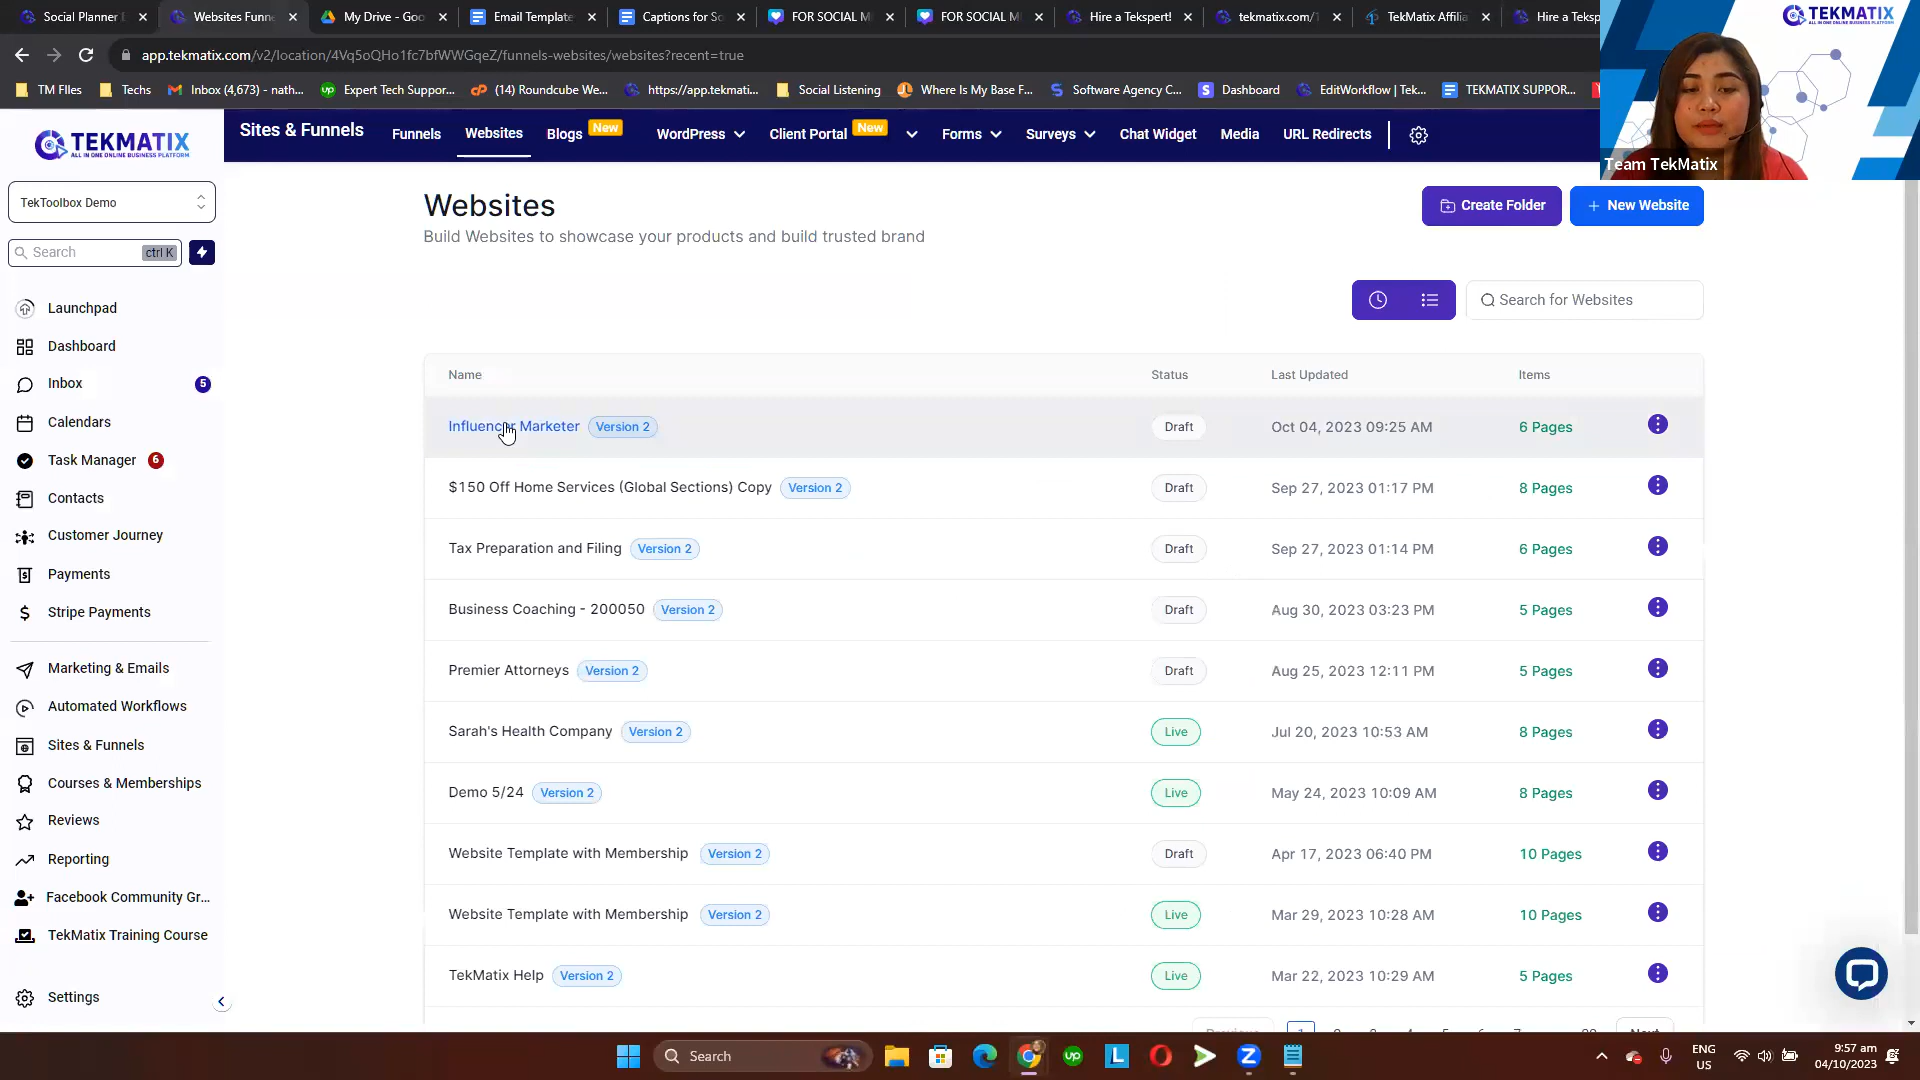 Social Planner
Websites Funne
My Drive - Goo
Email Template
Captions for So
FOR SOCIAL M
FOR SOCIAL M
Hire a Tekspert!
tekmatix.com/
TekMatix Affilia
Hire a Teksp
app.tekmatix.com/v2/location/4Vq5oQHo1fc7bfWWGqeZ/funnels-websites/websites?recent=true
TM FIles
Techs
Inbox (4,673) - nath...
Expert Tech Suppor...
(14) Roundcube We...
https://app.tekmati...
Social Listening
Where Is My Base F...
Software Agency C...
Dashboard
EditWorkflow | Tek...
TEKMATIX SUPPOR...
TEKMATIX
ALL IN ONE ONLINE BUSINESS PLATFORM
Team TekMatix
TEKMATIX
ALL IN ONE ONLINE BUSINESS PLATFORM
Sites & Funnels
Funnels
Websites
Blogs
New
WordPress
Client Portal
New
Forms
Surveys
Chat Widget
Media
URL Redirects
TekToolbox Demo
Search
ctrl K
Launchpad
Dashboard
Inbox
5
Calendars
Task Manager
6
Contacts
Customer Journey
Payments
Stripe Payments
Marketing & Emails
Automated Workflows
Sites & Funnels
Courses & Memberships
Reviews
Reporting
Facebook Community Gr...
TekMatix Training Course
Settings
Websites
Build Websites to showcase your products and build trusted brand
Create Folder
New Website
Search for Websites
Name Status Last Updated Items
Influencer Marketer Version 2 Draft Oct 04, 2023 09:25 AM 6 Pages
$150 Off Home Services (Global Sections) Copy Version 2 Draft Sep 27, 2023 01:17 PM 8 Pages
Tax Preparation and Filing Version 2 Draft Sep 27, 2023 01:14 PM 6 Pages
Business Coaching - 200050 Version 2 Draft Aug 30, 2023 03:23 PM 5 Pages
Premier Attorneys Version 2 Draft Aug 25, 2023 12:11 PM 5 Pages
Sarah's Health Company Version 2 Live Jul 20, 2023 10:53 AM 8 Pages
Demo 5/24 Version 2 Live May 24, 2023 10:09 AM 8 Pages
Website Template with Membership Version 2 Draft Apr 17, 2023 06:40 PM 10 Pages
Website Template with Membership Version 2 Live Mar 29, 2023 10:28 AM 10 Pages
TekMatix Help Version 2 Live Mar 22, 2023 10:29 AM 5 Pages
Search
ENG
US
9:57 am
04/10/2023